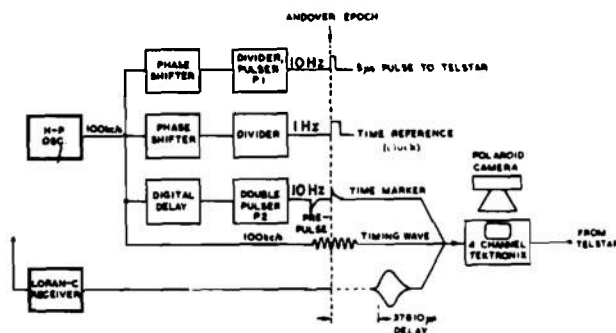 ANDOVER EPOCH
PHASE SHIFTER
DIVIDER, PULSER P1
10 Hz
5μs PULSE TO TELSTAR
H-P OSC.
100kc/s
PHASE SHIFTER
DIVIDER
1 Hz
TIME REFERENCE
(clock)
POLAROID CAMERA
DIGITAL DELAY
DOUBLE PULSER P2
10 Hz
TIME MARKER
PRE-PULSE
100kc/s
TIMING WAVE
4 CHANNEL TEKTRONIX
FROM TELSTAR
LORAN-C RECEIVER
37810 μs
DELAY